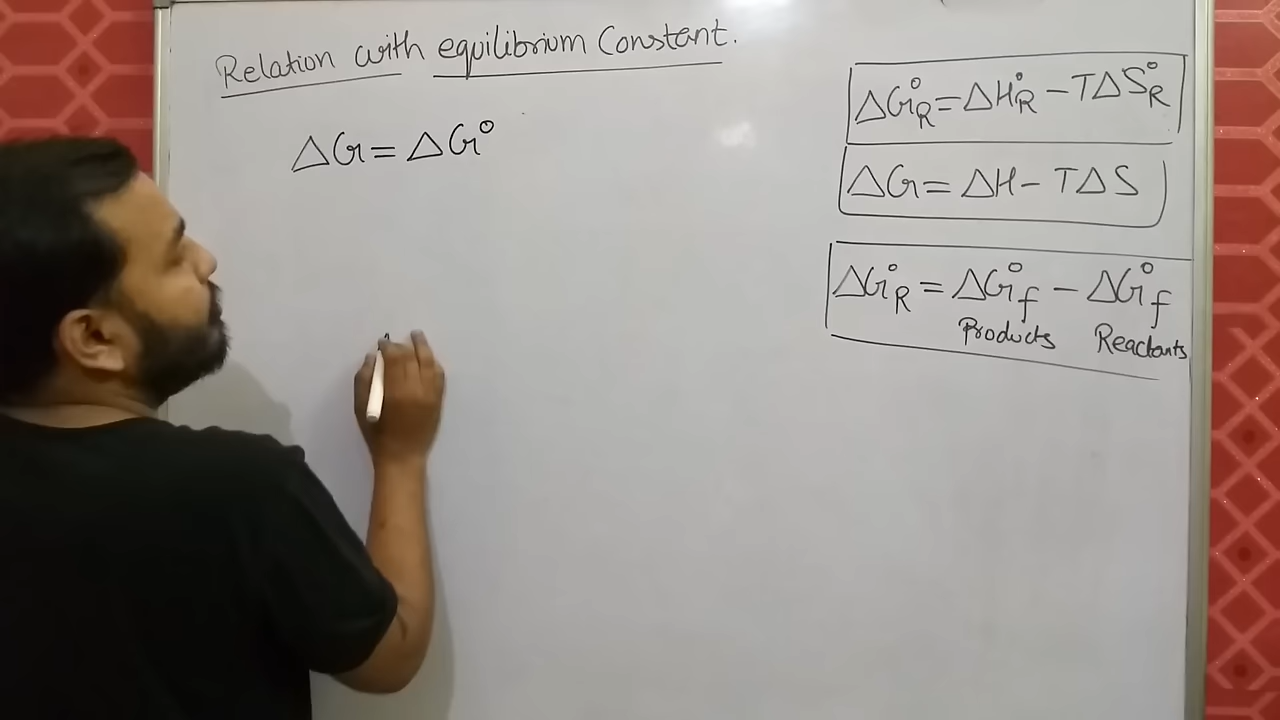 Relation with equilibrium Constant.
ΔG = ΔG°
ΔG°R = ΔH°R − TΔS°R
ΔG = ΔH − TΔS
ΔG°R = ΔG°f − ΔG°f
Products Reactants